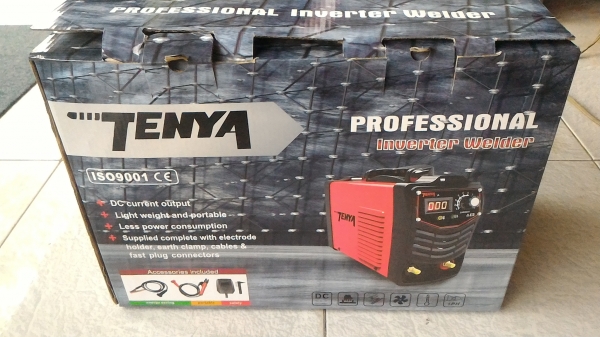 PROFESSIONAL Inverter Welder
TENYA
PROFESSIONAL
Inverter Welder
ISO9001 CE
DC current output
Light weight and portable
Less power consumption
Supplied complete with electrode
holder, earth clamp, cables &
fast plug connectors
Accessories included
TENYA
000
DC